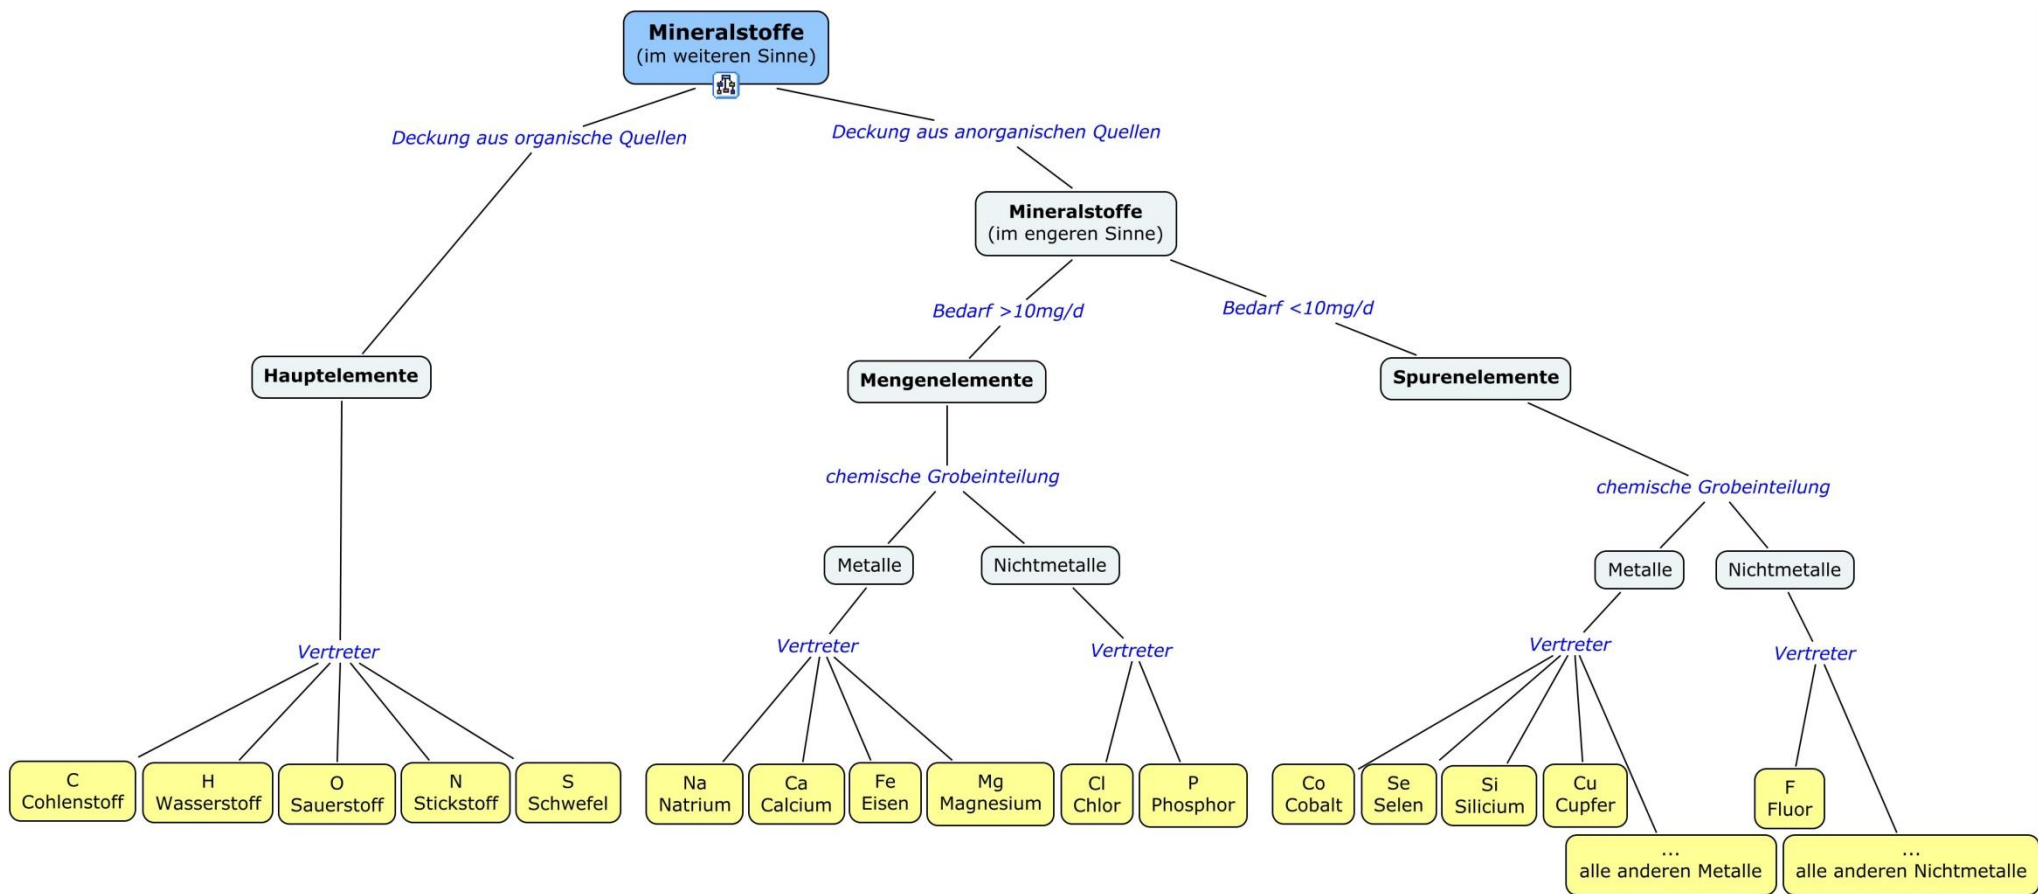 Mineralstoffe
(im weiteren Sinne)
Deckung aus organische Quellen
Deckung aus anorganischen Quellen
Mineralstoffe
(im engeren Sinne)
Bedarf >10mg/d
Bedarf <10mg/d
Hauptelemente
Mengenelemente
Spurenelemente
chemische Grobeinteilung
chemische Grobeinteilung
Metalle
Nichtmetalle
Metalle
Nichtmetalle
Vertreter
Vertreter
Vertreter
Vertreter
Vertreter
C
Cohlenstoff
H
Wasserstoff
O
Sauerstoff
N
Stickstoff
S
Schwefel
Na
Natrium
Ca
Calcium
Fe
Eisen
Mg
Magnesium
Cl
Chlor
P
Phosphor
Co
Cobalt
Se
Selen
Si
Silicium
Cu
Cupfer
...
alle anderen Metalle
F
Fluor
...
alle anderen Nichtmetalle